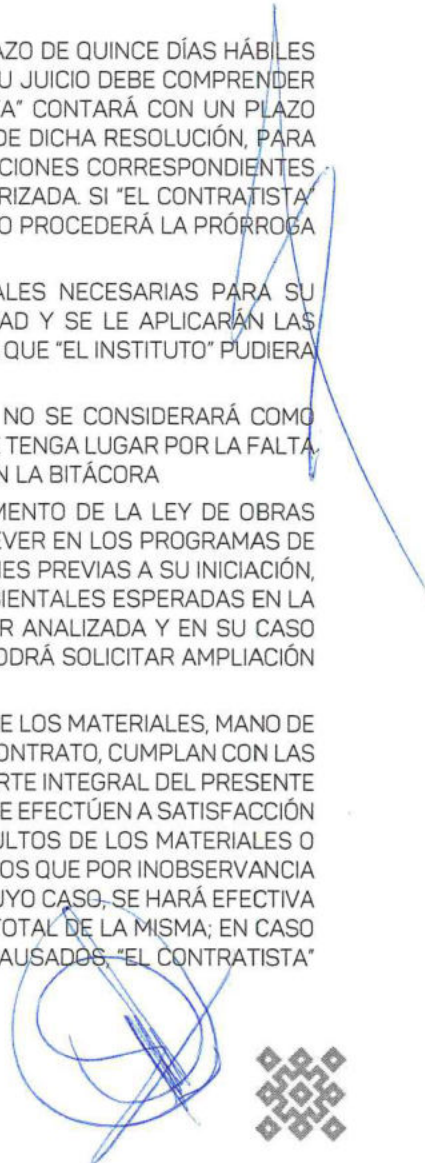 AZO DE QUINCE DÍAS HÁBILES
U JUICIO DEBE COMPRENDER
TA" CONTARÁ CON UN PLAZO
DE DICHA RESOLUCIÓN, PARA
CIONES CORRESPONDIENTES
RIZADA. SI "EL CONTRATISTA"
O PROCEDERÁ LA PRÓRROGA
ALES NECESARIAS PARA SU
AD Y SE LE APLICARÁN LAS
QUE "EL INSTITUTO" PUDIERA
NO SE CONSIDERARÁ COMO
E TENGA LUGAR POR LA FALTA
N LA BITÁCORA
MENTO DE LA LEY DE OBRAS
EVER EN LOS PROGRAMAS DE
NES PREVIAS A SU INICIACIÓN,
BIENTALES ESPERADAS EN LA
R ANALIZADA Y EN SU CASO
ODRÁ SOLICITAR AMPLIACIÓN
E LOS MATERIALES, MANO DE
CONTRATO, CUMPLAN CON LAS
RTE INTEGRAL DEL PRESENTE
E EFECTÚEN A SATISFACCIÓN
ULTOS DE LOS MATERIALES O
OS QUE POR INOBSERVANCIA
UYO CASO, SE HARÁ EFECTIVA
TOTAL DE LA MISMA; EN CASO
AUSADOS, "EL CONTRATISTA"